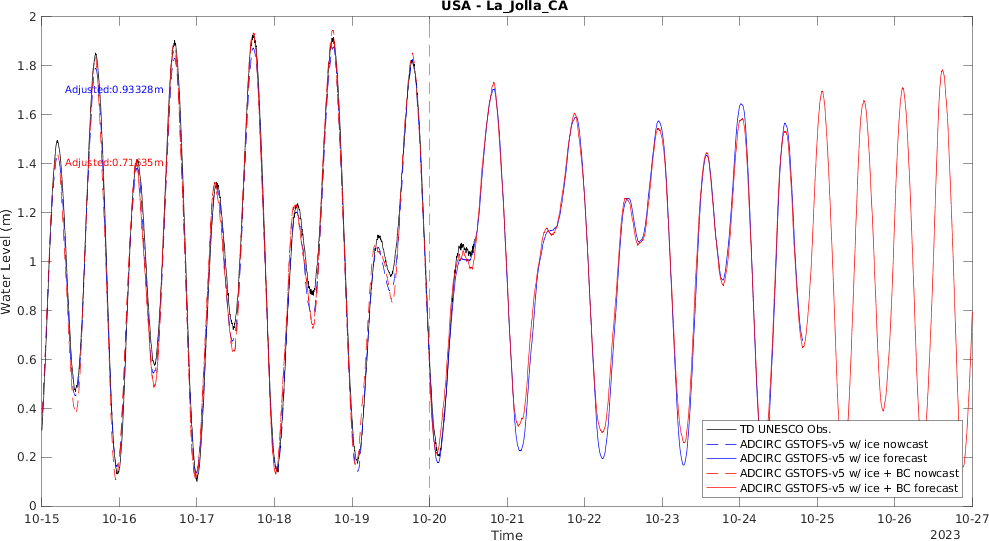 USA - La_Jolla_CA
Water Level (m)
2
1.8
1.6
1.4
1.2
1
0.8
0.6
0.4
0.2
0
Adjusted:0.93328m
Adjusted:0.71635m
TD UNESCO Obs.
ADCIRC GSTOFS-v5 w/ ice nowcast
ADCIRC GSTOFS-v5 w/ ice forecast
ADCIRC GSTOFS-v5 w/ ice + BC nowcast
ADCIRC GSTOFS-v5 w/ ice + BC forecast
10-15 10-16 10-17 10-18 10-19 10-20 10-21 10-22 10-23 10-24 10-25 10-26 10-27
Time
2023